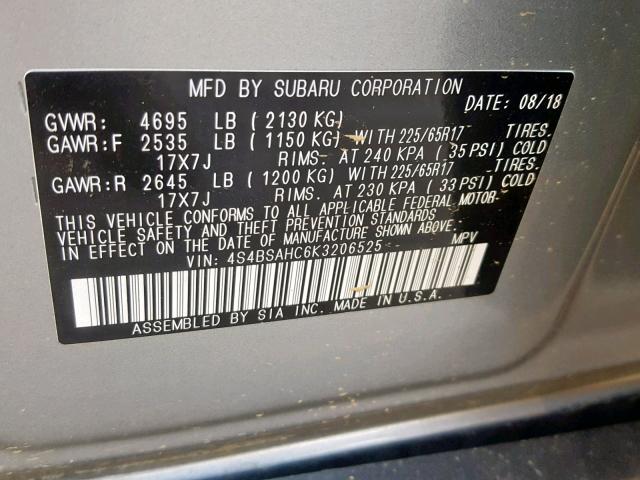 MFD BY SUBARU CORPORATION
DATE: 08/18
GVWR: 4695 LB ( 2130 KG)
GAWR:F 2535 LB ( 1150 KG) WITH 225/65R17 TIRES.
17X7J RIMS. AT 240 KPA ( 35 PSI) COLD
GAWR:R 2645 LB ( 1200 KG) WITH 225/65R17 TIRES.
17X7J RIMS. AT 230 KPA ( 33 PSI) COLD
THIS VEHICLE CONFORMS TO ALL APPLICABLE FEDERAL MOTOR-
VEHICLE SAFETY AND THEFT PREVENTION STANDARDS
IN EFFECT ON THE DATE OF MANUFACTURE SHOWN ABOVE.
VIN: 4S4BSAHC6K3206525 MPV
ASSEMBLED BY SIA INC. MADE IN U.S.A.